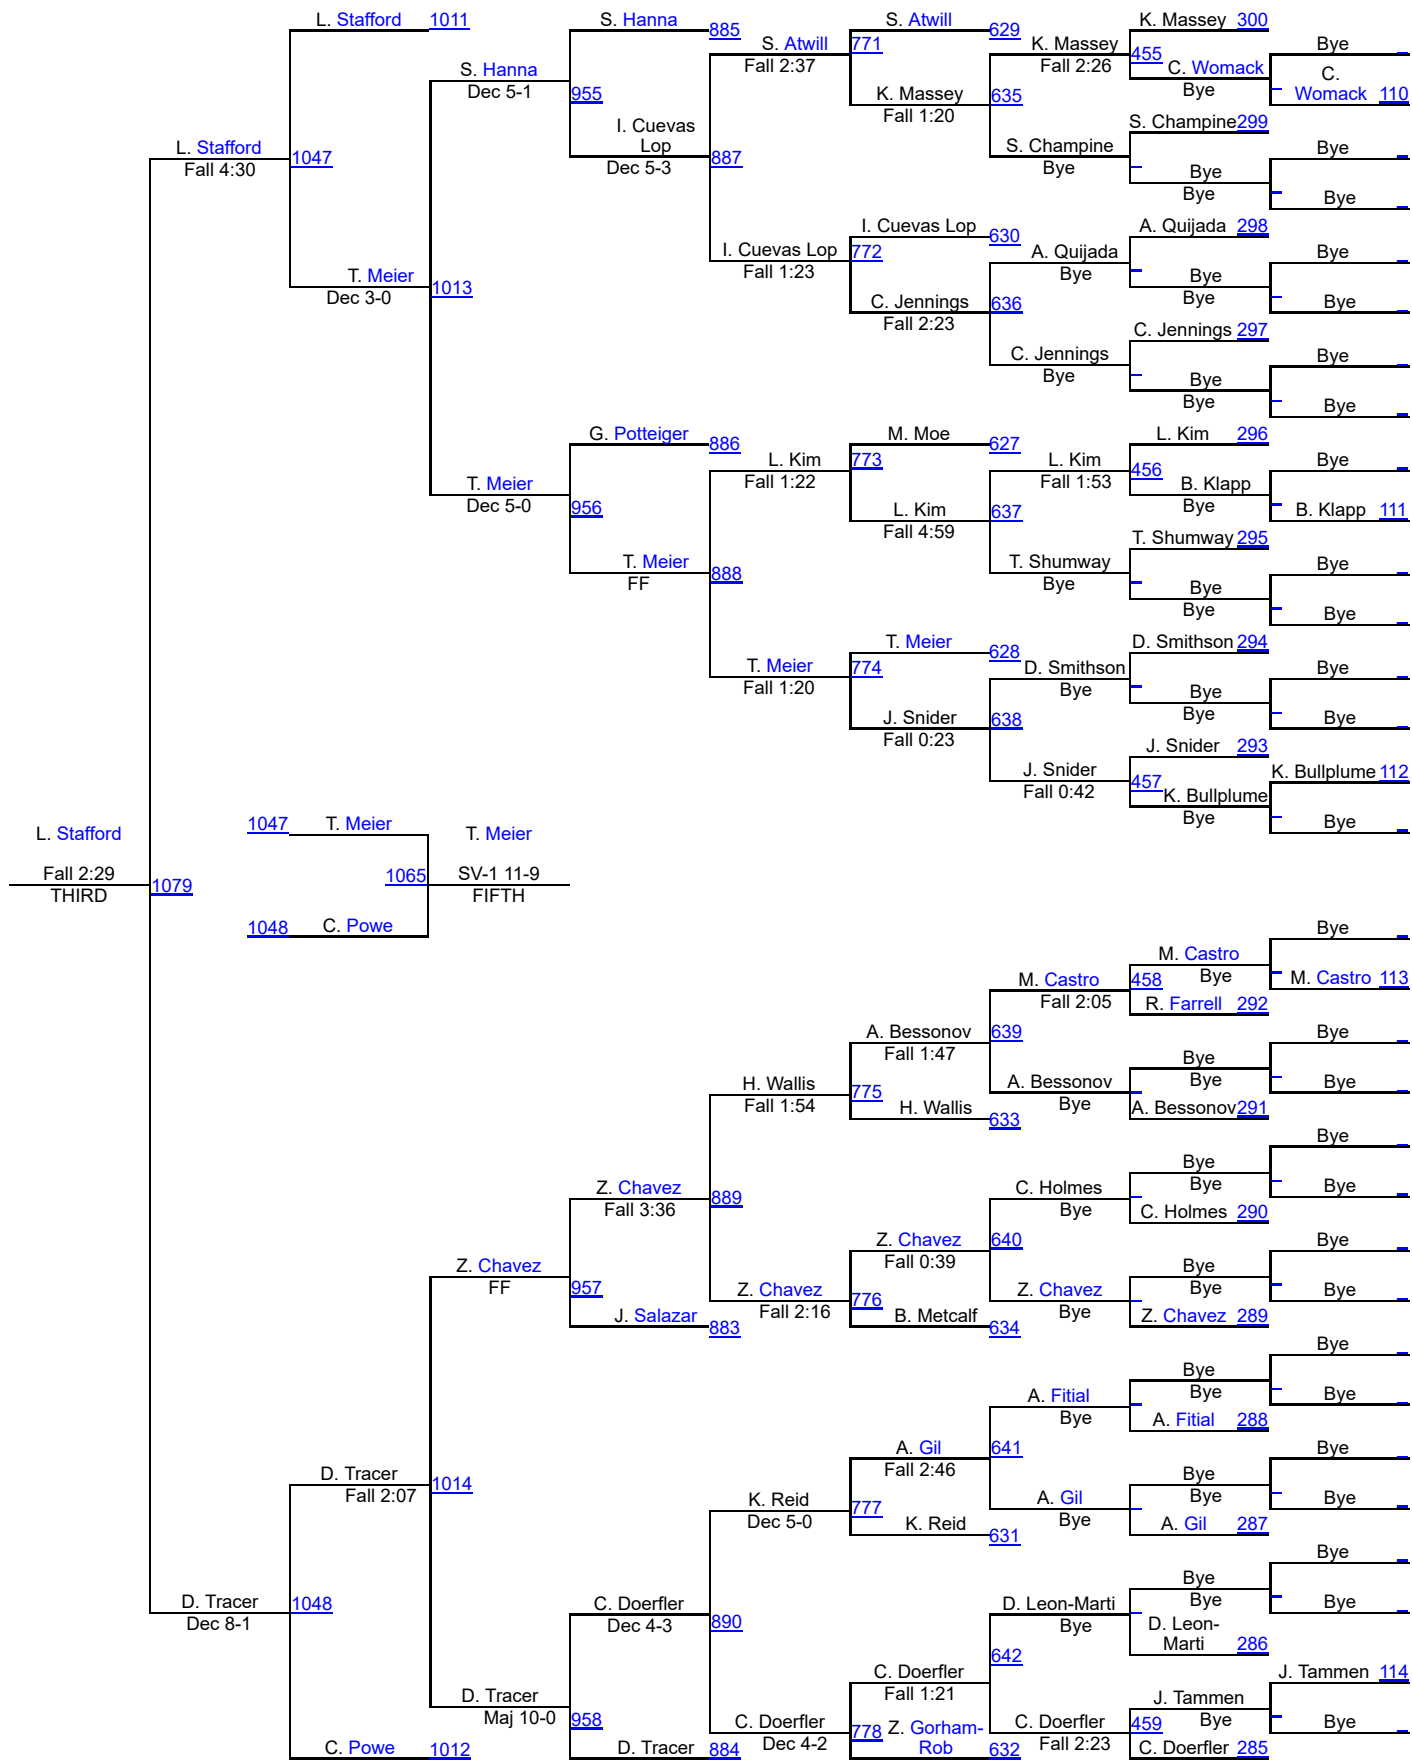 L. Stafford 1011
S. Hanna 885
S. Atwill 629
K. Massey 300
Bye
S. Atwill 771
Fall 2:37
K. Massey 455
Fall 2:26
C. Womack
Bye
C.
Womack 110
S. Hanna
Dec 5-1
955
K. Massey 635
Fall 1:20
I. Cuevas
Lop
Dec 5-3
887
S. Champine 299
S. Champine
Bye
Bye
Bye
Bye
Bye
L. Stafford
Fall 4:30
1047
I. Cuevas Lop 630
A. Quijada 298
I. Cuevas Lop 772
Fall 1:23
A. Quijada
Bye
Bye
Bye
Bye
Bye
T. Meier
Dec 3-0
1013
C. Jennings 636
Fall 2:23
C. Jennings 297
C. Jennings
Bye
Bye
Bye
Bye
Bye
G. Potteiger 886
M. Moe 627
L. Kim 296
L. Kim 773
Fall 1:22
L. Kim 456
Fall 1:53
Bye
B. Klapp
Bye
B. Klapp 111
T. Meier
Dec 5-0
956
L. Kim 637
Fall 4:59
T. Shumway 295
T. Meier
FF
888
T. Shumway
Bye
Bye
Bye
Bye
Bye
T. Meier 628
D. Smithson 294
T. Meier 774
Fall 1:20
D. Smithson
Bye
Bye
Bye
Bye
Bye
J. Snider 638
Fall 0:23
J. Snider 293
J. Snider 457
Fall 0:42
K. Bullplume
Bye
K. Bullplume 112
Bye
L. Stafford
Fall 2:29
THIRD
1079
1047 T. Meier
1065
T. Meier
SV-1 11-9
FIFTH
1048 C. Powe
Bye
M. Castro
Bye
M. Castro 113
M. Castro 458
Fall 2:05
R. Farrell 292
A. Bessonov 639
Fall 1:47
Bye
Bye
Bye
Bye
H. Wallis 775
Fall 1:54
H. Wallis 633
A. Bessonov
Bye
A. Bessonov 291
Bye
Bye
Bye
Bye
Z. Chavez
Fall 3:36
889
C. Holmes
Bye
C. Holmes 290
Z. Chavez 640
Fall 0:39
Bye
Bye
Bye
Bye
Z. Chavez
FF
957
Z. Chavez 776
Fall 2:16
Z. Chavez
Bye
J. Salazar 883
B. Metcalf 634
Z. Chavez 289
Bye
Bye
Bye
Bye
A. Fitial
Bye
A. Fitial 288
A. Gil 641
Fall 2:46
Bye
Bye
Bye
Bye
D. Tracer
Fall 2:07
1014
K. Reid 777
Dec 5-0
A. Gil
Bye
K. Reid 631
A. Gil 287
Bye
Bye
Bye
Bye
D. Tracer
Dec 8-1
1048
C. Doerfler
Dec 4-3
890
D. Leon-Marti
Bye
D. Leon-
Marti 286
642
C. Doerfler
Fall 1:21
J. Tammen 114
D. Tracer
Maj 10-0
958
J. Tammen
Bye
Bye
C. Doerfler 778
Dec 4-2
Z. Gorham-
Rob 632
C. Doerfler 459
Fall 2:23
C. Powe 1012
D. Tracer 884
C. Doerfler 285